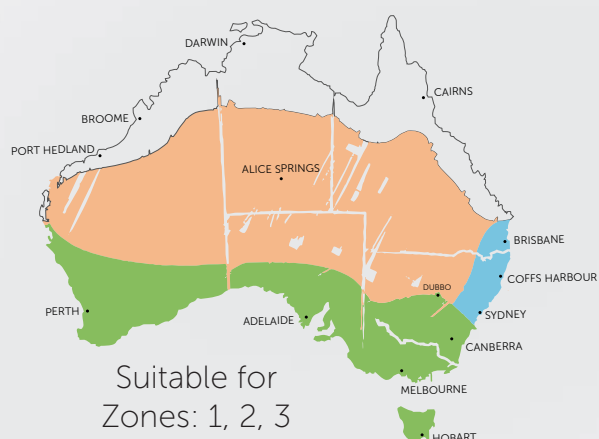 DARWIN
CAIRNS
BROOME
PORT HEDLAND
ALICE SPRINGS
BRISBANE
COFFS HARBOUR
DUBBO
PERTH
ADELAIDE
SYDNEY
CANBERRA
Suitable for
Zones: 1, 2, 3
MELBOURNE
HOBART